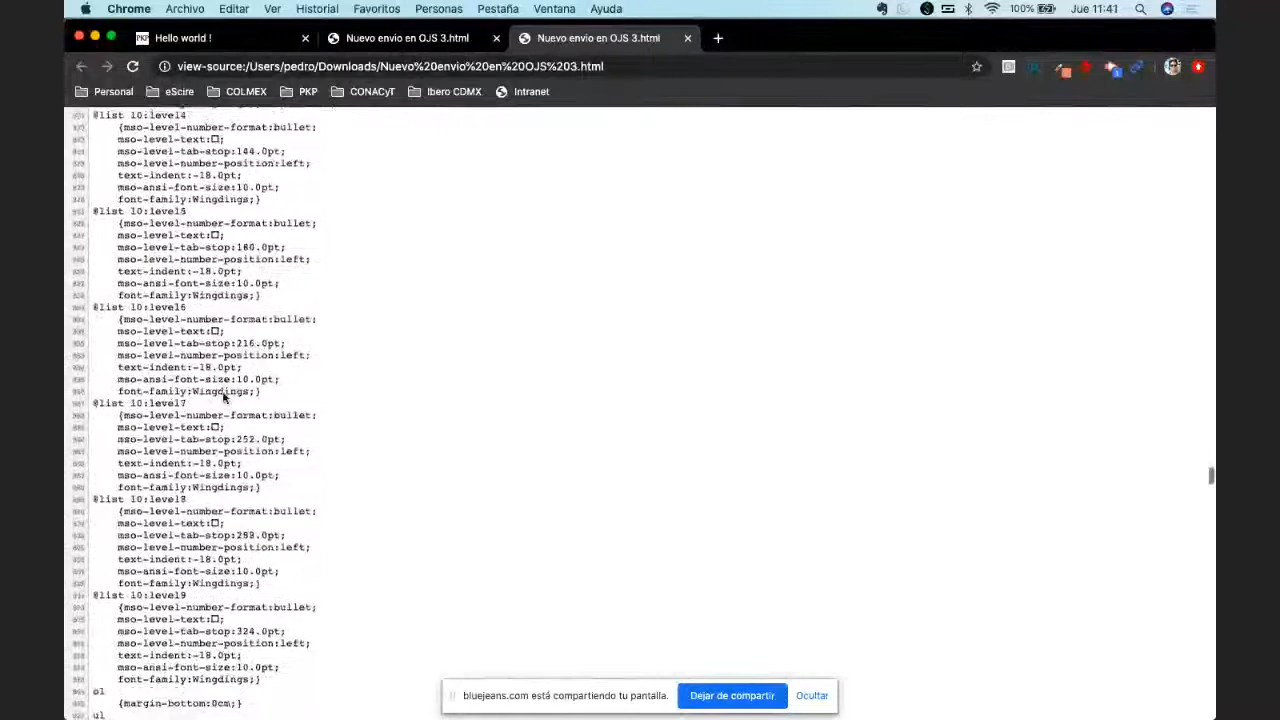 Chrome Archivo Editar Ver Historial Favoritos Personas Pestaña Ventana Ayuda 100% Jue 11:41
PKP Hello world ! Nuevo envio en OJS 3.html Nuevo envio en OJS 3.html
view-source:/Users/pedro/Downloads/Nuevo%20envio%20en%20OJS%203.html
Personal eScire COLMEX PKP CONACyT Ibero CDMX Intranet
@list l0:level4
{mso-level-number-format:bullet;
mso-level-text:;
mso-level-tab-stop:144.0pt;
mso-level-number-position:left;
text-indent:-18.0pt;
mso-ansi-font-size:10.0pt;
font-family:Wingdings;}
@list l0:level5
{mso-level-number-format:bullet;
mso-level-text:;
mso-level-tab-stop:180.0pt;
mso-level-number-position:left;
text-indent:-18.0pt;
mso-ansi-font-size:10.0pt;
font-family:Wingdings;}
@list l0:level6
{mso-level-number-format:bullet;
mso-level-text:;
mso-level-tab-stop:216.0pt;
mso-level-number-position:left;
text-indent:-18.0pt;
mso-ansi-font-size:10.0pt;
font-family:Wingdings;}
@list l0:level7
{mso-level-number-format:bullet;
mso-level-text:;
mso-level-tab-stop:252.0pt;
mso-level-number-position:left;
text-indent:-18.0pt;
mso-ansi-font-size:10.0pt;
font-family:Wingdings;}
@list l0:level8
{mso-level-number-format:bullet;
mso-level-text:;
mso-level-tab-stop:288.0pt;
mso-level-number-position:left;
text-indent:-18.0pt;
mso-ansi-font-size:10.0pt;
font-family:Wingdings;}
@list l0:level9
{mso-level-number-format:bullet;
mso-level-text:;
mso-level-tab-stop:324.0pt;
mso-level-number-position:left;
text-indent:-18.0pt;
mso-ansi-font-size:10.0pt;
font-family:Wingdings;}
ol
{margin-bottom:0cm;}
ul
bluejeans.com está compartiendo tu pantalla. Dejar de compartir Ocultar